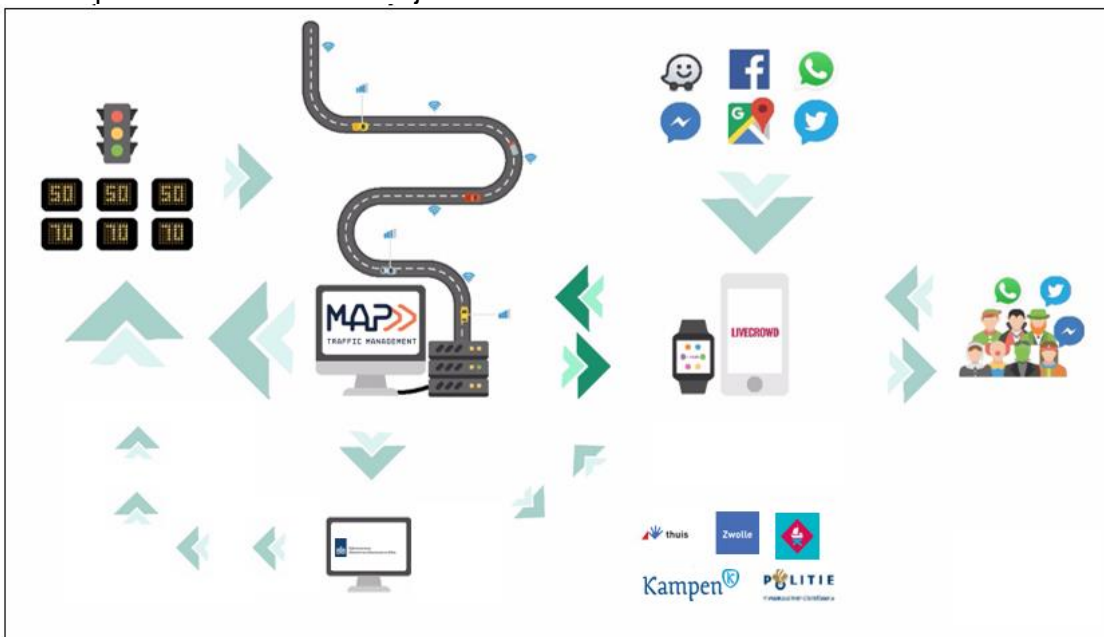 50 50 50
70 70 70
G
MAP
TRAFFIC MANAGEMENT
LIVECROWD
thuis
Zwolle
Kampen K
POLITIE